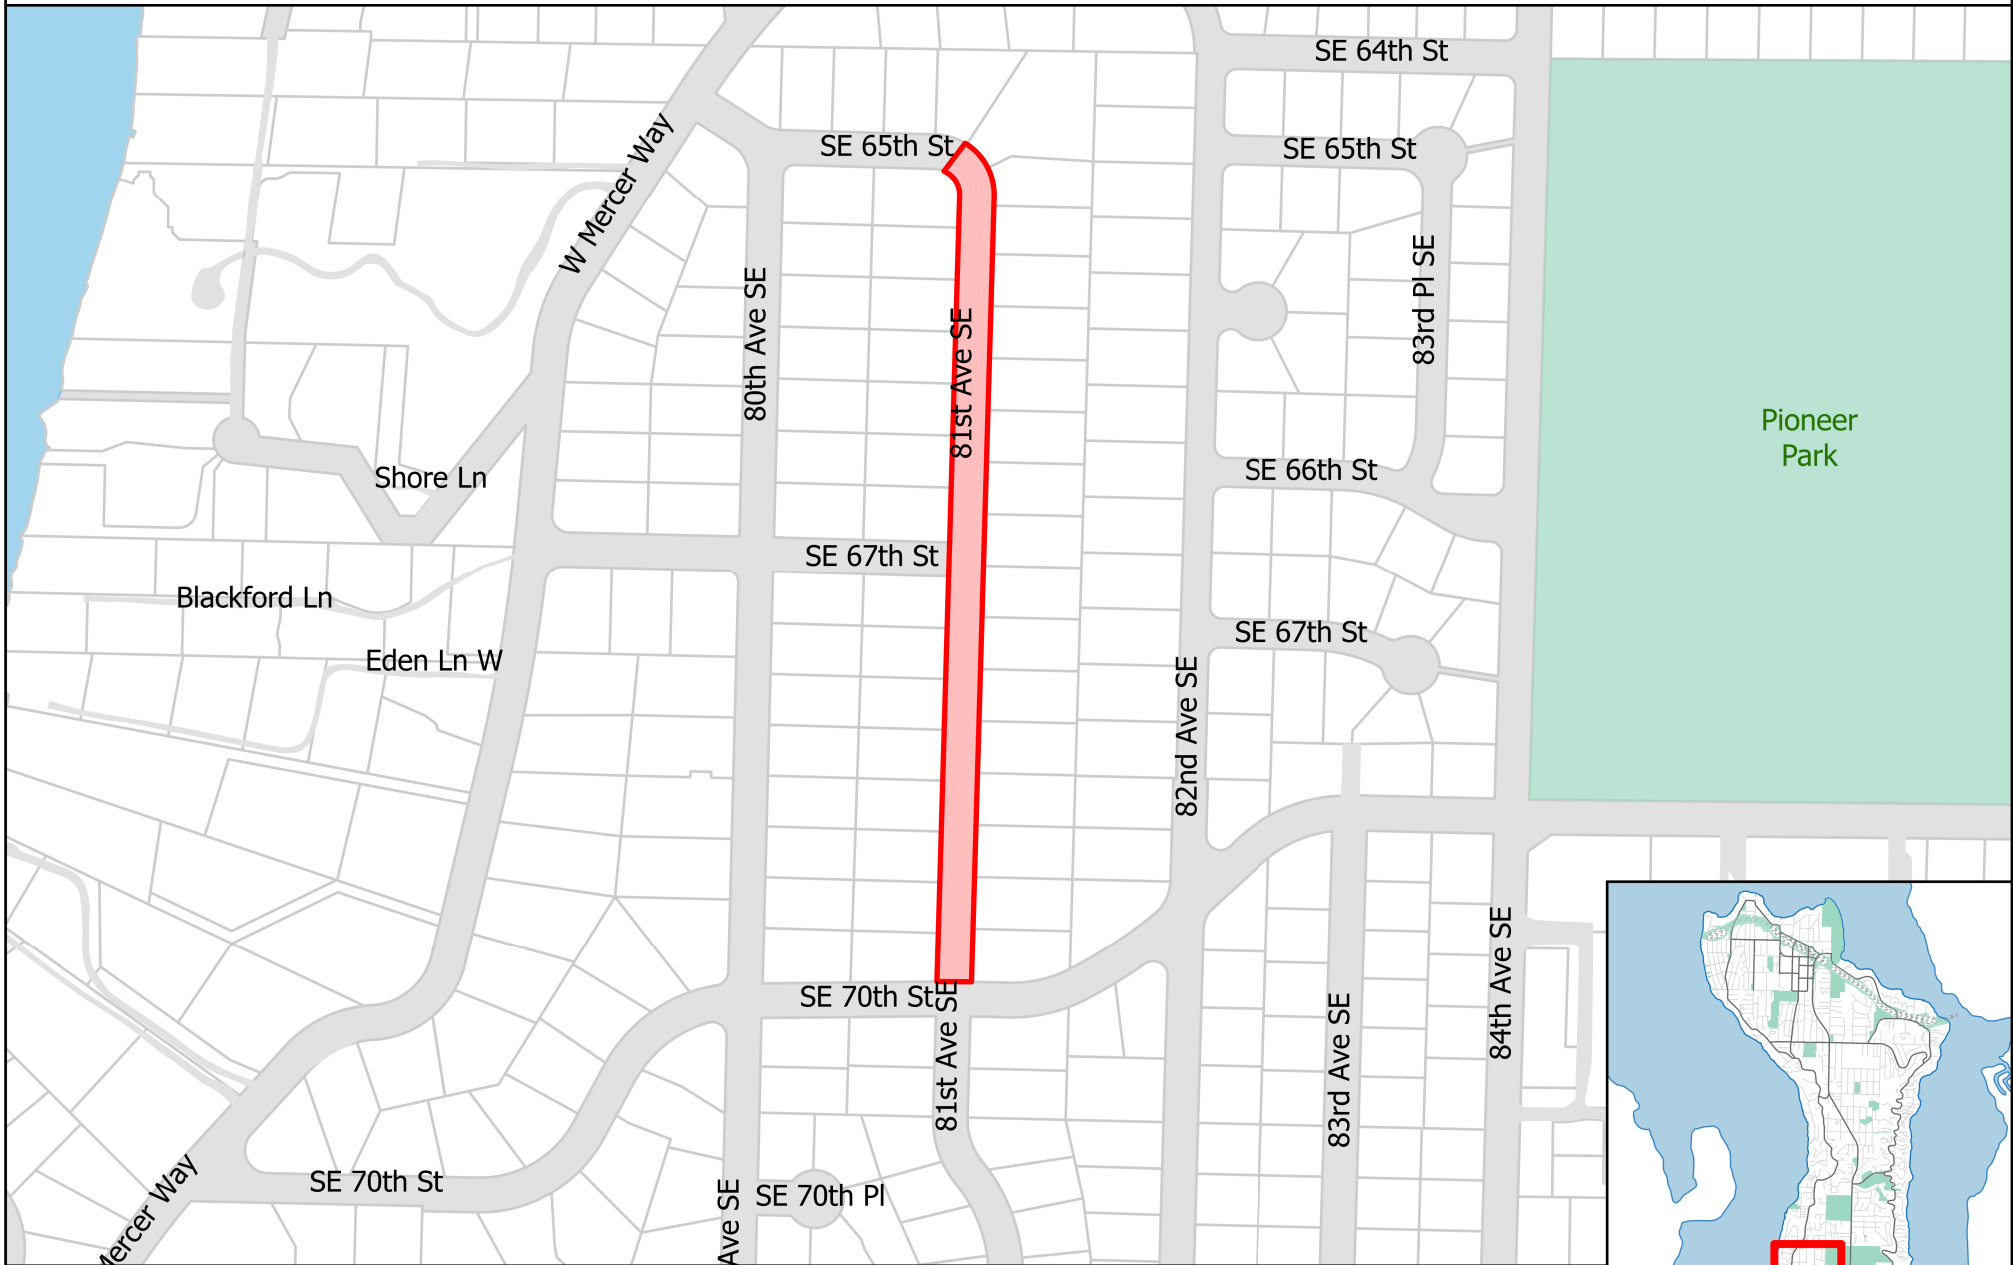 SE 64th St
SE 65th St
SE 65th St
W Mercer Way
80th Ave SE
81st Ave SE
83rd Pl SE
Pioneer
Park
Shore Ln
SE 66th St
SE 67th St
Blackford Ln
SE 67th St
Eden Ln W
82nd Ave SE
SE 70th St
81st Ave SE
83rd Ave SE
84th Ave SE
SE 70th St
Mercer Way
Ave SE
SE 70th Pl